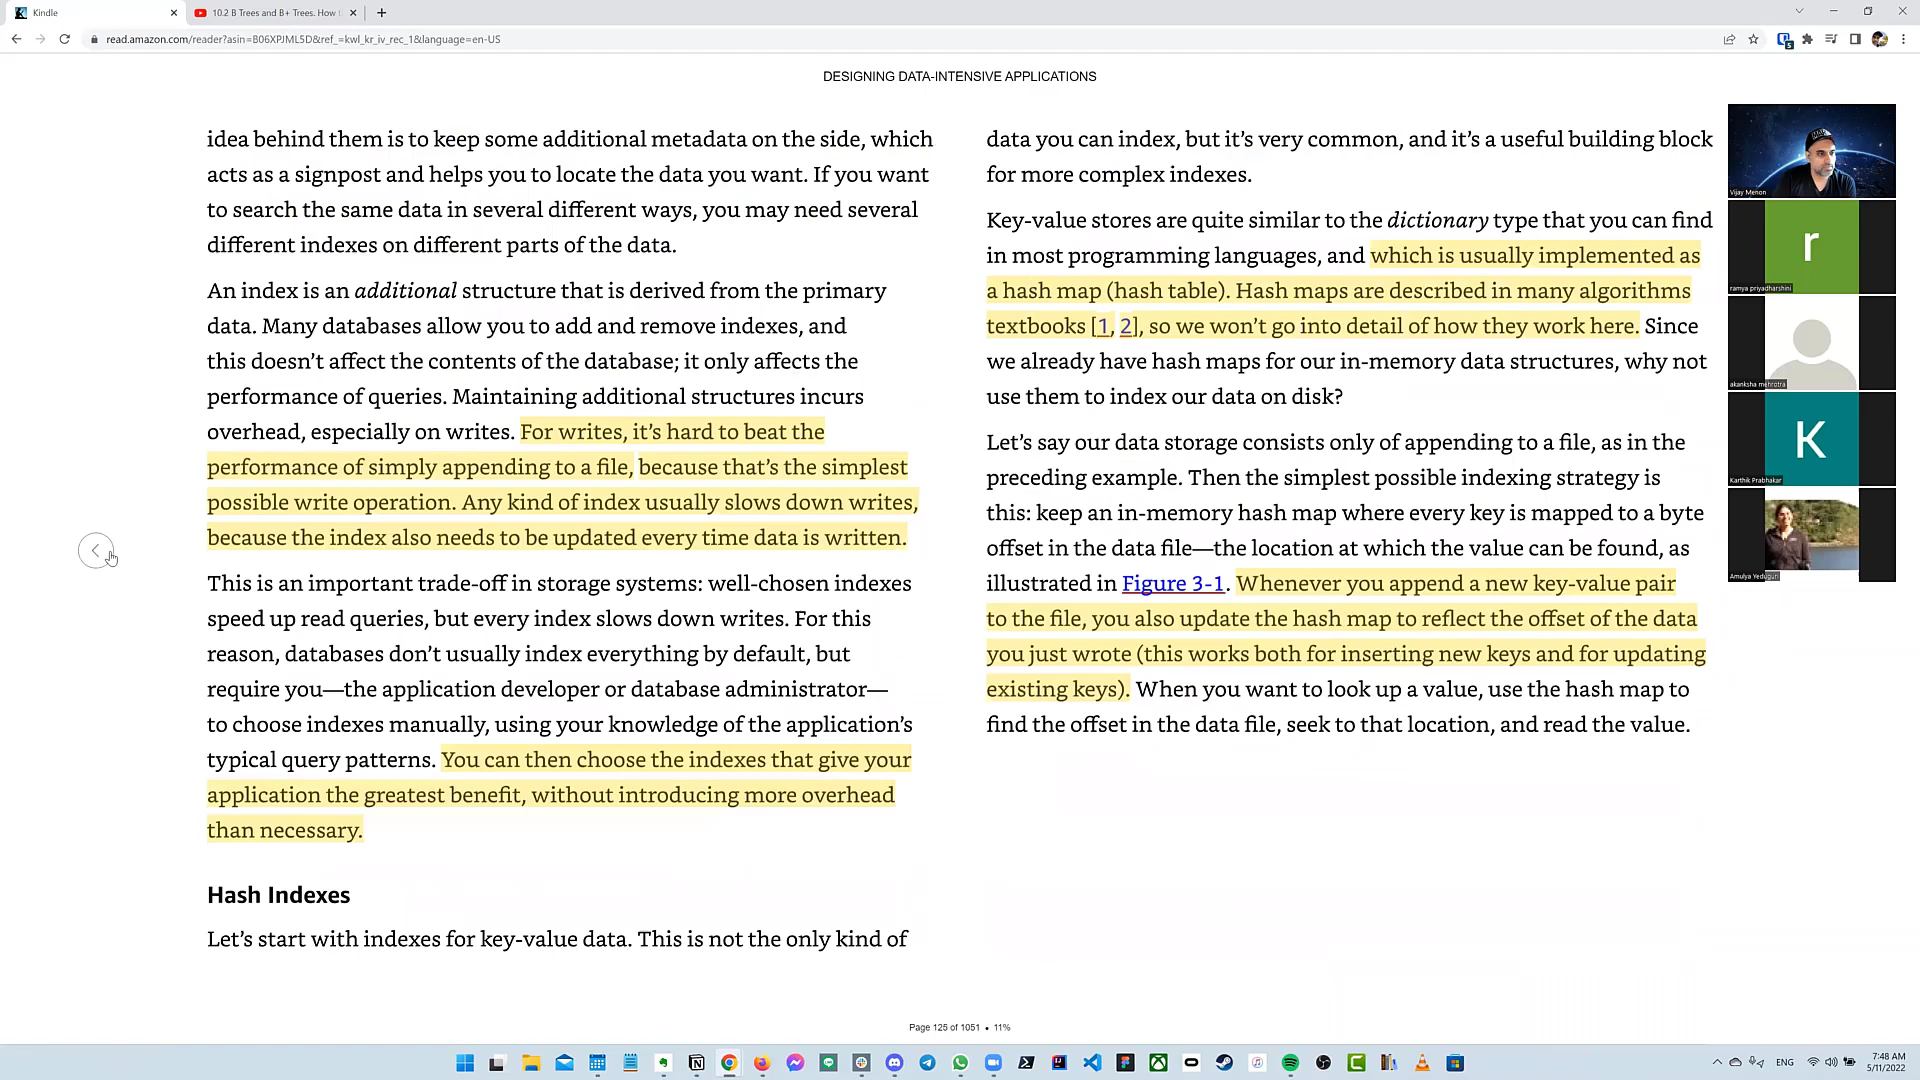 Kindle
10.2 B Trees and B+ Trees. How t
read.amazon.com/reader?asin=B06XPJML5D&ref_=kwl_kr_iv_rec_1&language=en-US
DESIGNING DATA-INTENSIVE APPLICATIONS
idea behind them is to keep some additional metadata on the side, which
acts as a signpost and helps you to locate the data you want. If you want
to search the same data in several different ways, you may need several
different indexes on different parts of the data.
An index is an additional structure that is derived from the primary
data. Many databases allow you to add and remove indexes, and
this doesn’t affect the contents of the database; it only affects the
performance of queries. Maintaining additional structures incurs
overhead, especially on writes. For writes, it’s hard to beat the
performance of simply appending to a file, because that’s the simplest
possible write operation. Any kind of index usually slows down writes,
because the index also needs to be updated every time data is written.
This is an important trade-off in storage systems: well-chosen indexes
speed up read queries, but every index slows down writes. For this
reason, databases don’t usually index everything by default, but
require you—the application developer or database administrator—
to choose indexes manually, using your knowledge of the application’s
typical query patterns. You can then choose the indexes that give your
application the greatest benefit, without introducing more overhead
than necessary.
Hash Indexes
Let’s start with indexes for key-value data. This is not the only kind of
data you can index, but it’s very common, and it’s a useful building block
for more complex indexes.
Key-value stores are quite similar to the dictionary type that you can find
in most programming languages, and which is usually implemented as
a hash map (hash table). Hash maps are described in many algorithms
textbooks [1, 2], so we won’t go into detail of how they work here. Since
we already have hash maps for our in-memory data structures, why not
use them to index our data on disk?
Let’s say our data storage consists only of appending to a file, as in the
preceding example. Then the simplest possible indexing strategy is
this: keep an in-memory hash map where every key is mapped to a byte
offset in the data file—the location at which the value can be found, as
illustrated in Figure 3-1. Whenever you append a new key-value pair
to the file, you also update the hash map to reflect the offset of the data
you just wrote (this works both for inserting new keys and for updating
existing keys). When you want to look up a value, use the hash map to
find the offset in the data file, seek to that location, and read the value.
Vijay Menon
r
ramya priyadharshini
akanksha mehrotra
K
Karthik Prabhakar
Amulya Yeduguri
Page 125 of 1051 • 11%
ENG
7:48 AM
5/11/2022